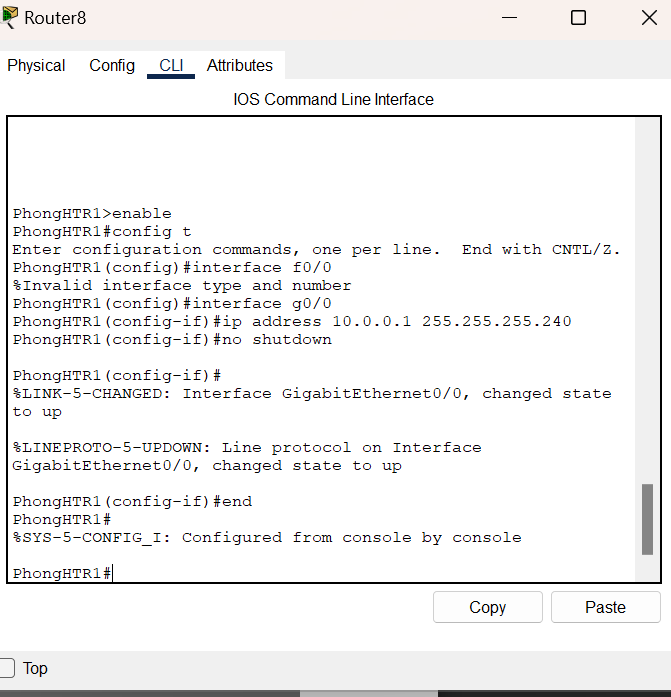 Router8
Physical Config CLI Attributes
IOS Command Line Interface
PhongHTR1>enable
PhongHTR1#config t
Enter configuration commands, one per line.  End with CNTL/Z.
PhongHTR1(config)#interface f0/0
%Invalid interface type and number
PhongHTR1(config)#interface g0/0
PhongHTR1(config-if)#ip address 10.0.0.1 255.255.255.240
PhongHTR1(config-if)#no shutdown
PhongHTR1(config-if)#
%LINK-5-CHANGED: Interface GigabitEthernet0/0, changed state
to up
%LINEPROTO-5-UPDOWN: Line protocol on Interface
GigabitEthernet0/0, changed state to up
PhongHTR1(config-if)#end
PhongHTR1#
%SYS-5-CONFIG_I: Configured from console by console
PhongHTR1#
Copy Paste
Top